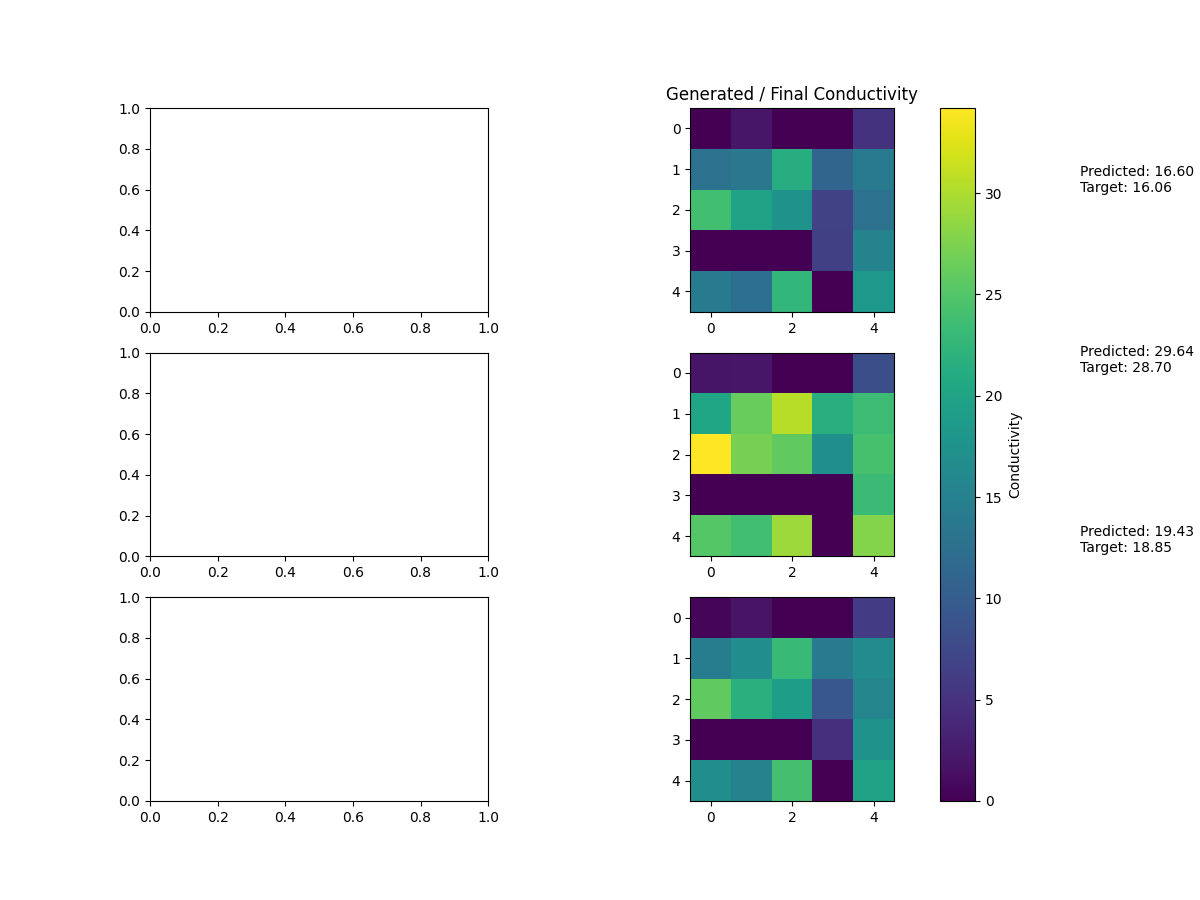 Generated / Final Conductivity
1.0
0.8
0.6
0.4
0.2
0.0
0.0 0.2 0.4 0.6 0.8 1.0
0
1
2
3
4
0 2 4
1.0
0.8
0.6
0.4
0.2
0.0
0.0 0.2 0.4 0.6 0.8 1.0
0
1
2
3
4
0 2 4
1.0
0.8
0.6
0.4
0.2
0.0
0.0 0.2 0.4 0.6 0.8 1.0
0
1
2
3
4
0 2 4
30
25
20
15
10
5
0
Conductivity
Predicted: 16.60
Target: 16.06
Predicted: 29.64
Target: 28.70
Predicted: 19.43
Target: 18.85